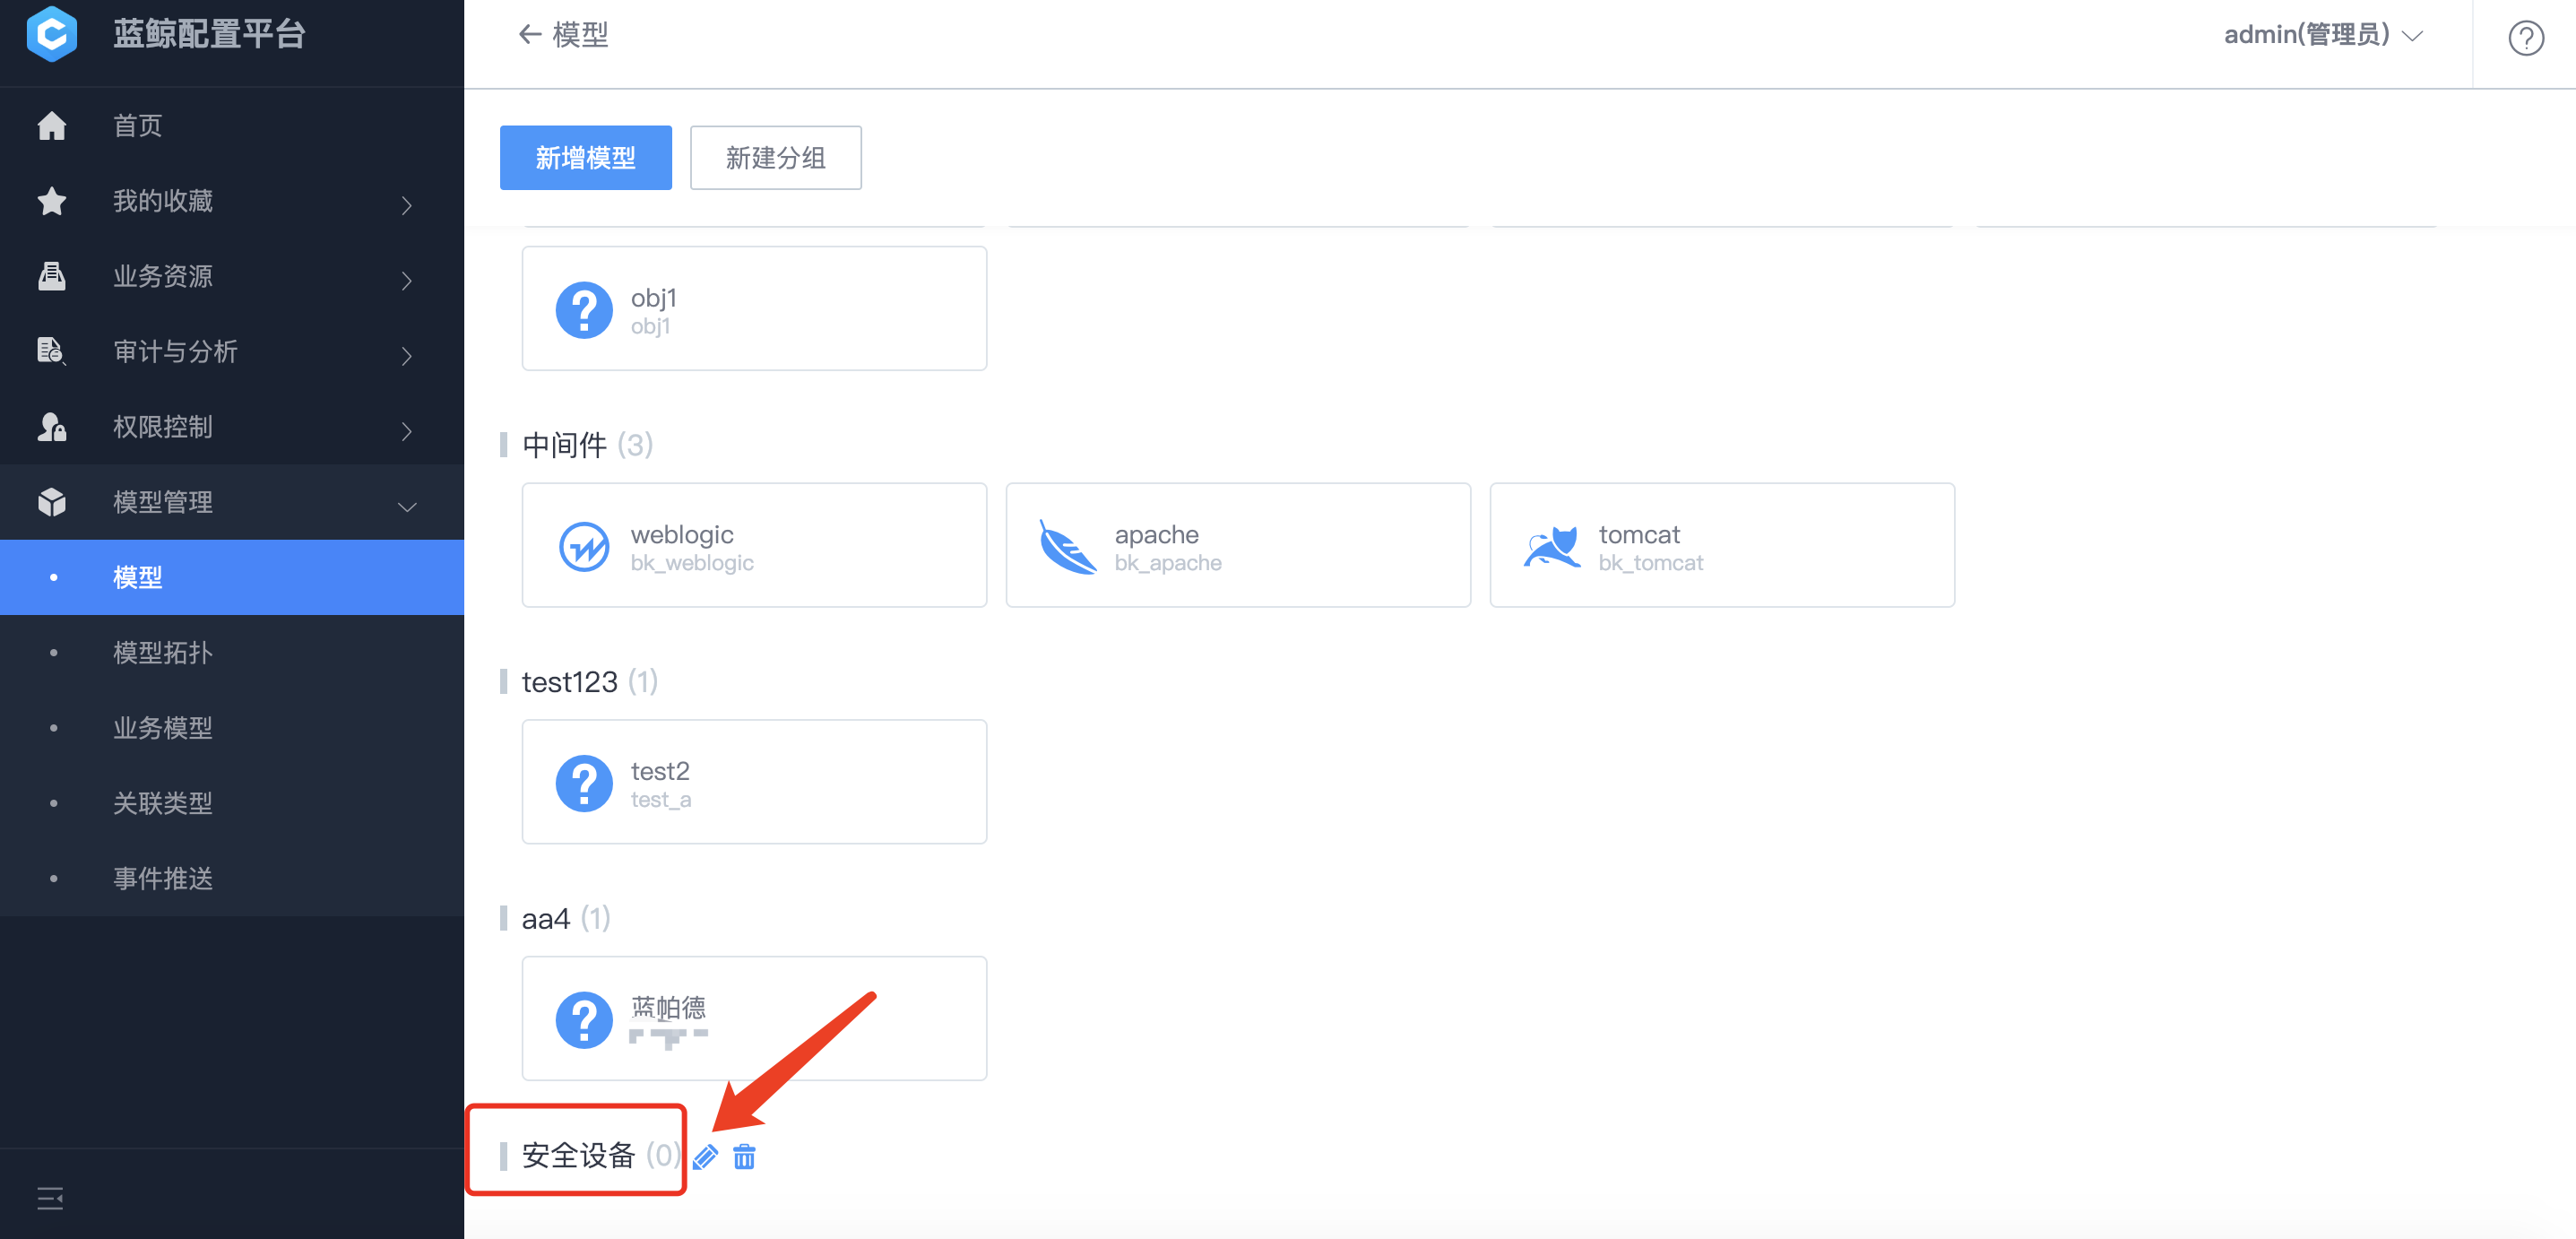 蓝鲸配置平台
首页
我的收藏
业务资源
审计与分析
权限控制
模型管理
模型
模型拓扑
业务模型
关联类型
事件推送
模型
admin(管理员)
新增模型
新建分组
obj1
obj1
中间件 (3)
weblogic
bk_weblogic
apache
bk_apache
tomcat
bk_tomcat
test123 (1)
test2
test_a
aa4 (1)
蓝帕德
安全设备 (0)